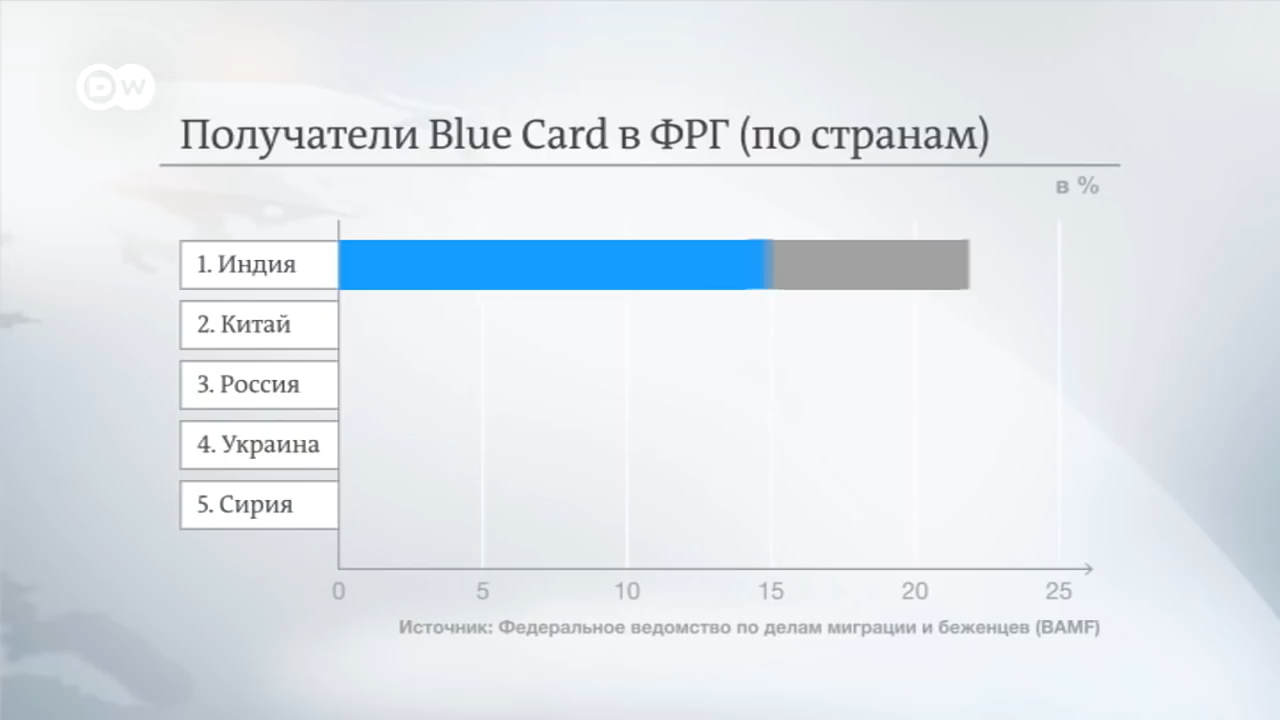 DW
Получатели Blue Card в ФРГ (по странам)
в %
1. Индия
2. Китай
3. Россия
4. Украина
5. Сирия
0 5 10 15 20 25
Источник: Федеральное ведомство по делам миграции и беженцев (BAMF)